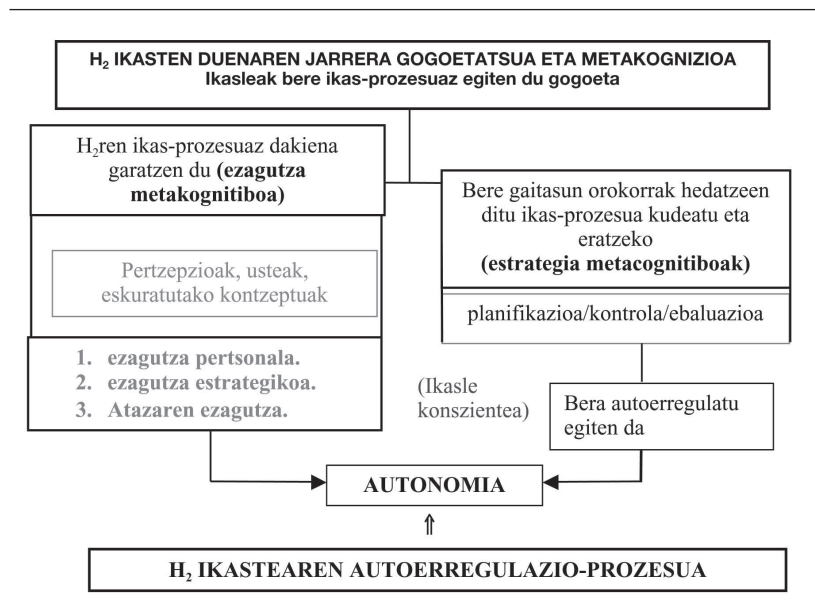 H₂ IKASTEN DUENAREN JARRERA GOGOETATSUA ETA METAKOGNIZIOA
Ikasleak bere ikas-prozesuaz egiten du gogoeta
H₂ren ikas-prozesuaz dakiena
garatzen du (ezagutza
metakognitiboa)
Pertzepzioak, usteak,
eskuratutako kontzeptuak
1. ezagutza pertsonala.
2. ezagutza estrategikoa.
3. Atazaren ezagutza.
Bere gaitasun orokorrak hedatzeen
ditu ikas-prozesua kudeatu eta
eratzeko
(estrategia metacognitiboak)
planifikazioa/kontrola/ebaluazioa
(Ikasle
konszientea)
Bera autoerregulatu
egiten da
AUTONOMIA
⇑
H₂ IKASTEAREN AUTOERREGULAZIO-PROZESUA